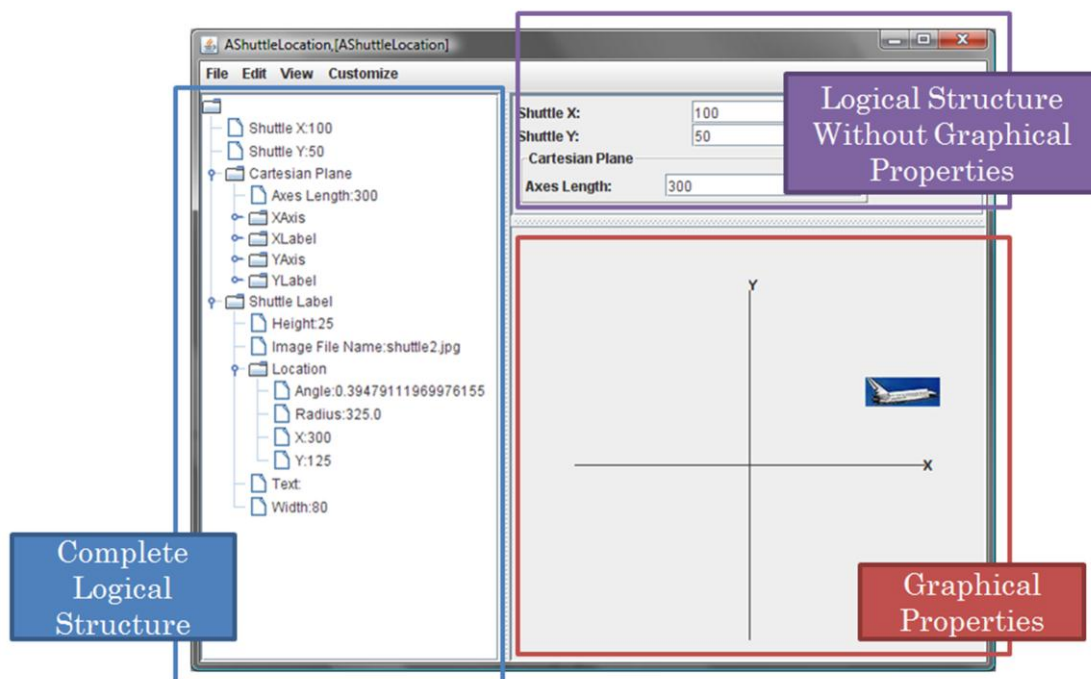 AShuttleLocation,[AShuttleLocation]
File Edit View Customize
Shuttle X:100
Shuttle Y:50
Cartesian Plane
Axes Length:300
XAxis
XLabel
YAxis
YLabel
Shuttle Label
Height:25
Image File Name:shuttle2.jpg
Location
Angle:0.39479111969976155
Radius:325.0
X:300
Y:125
Text:
Width:80
Shuttle X: 100
Shuttle Y: 50
Cartesian Plane
Axes Length: 300
Logical Structure
Without Graphical
Properties
Y
X
Complete
Logical
Structure
Graphical
Properties